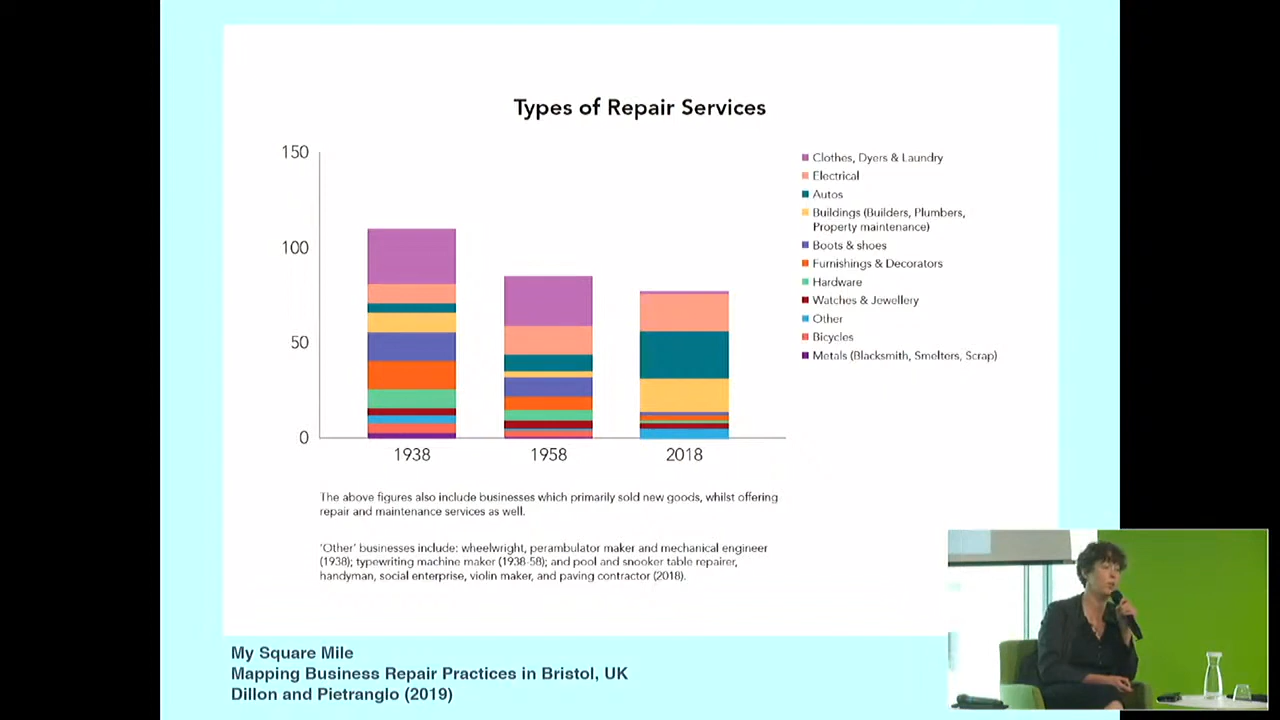 Types of Repair Services
150
100
50
0
1938
1958
2018
Clothes, Dyers & Laundry
Electrical
Autos
Buildings (Builders, Plumbers,
Property maintenance)
Boots & shoes
Furnishings & Decorators
Hardware
Watches & Jewellery
Other
Bicycles
Metals (Blacksmith, Smelters, Scrap)
The above figures also include businesses which primarily sold new goods, whilst offering
repair and maintenance services as well.
'Other' businesses include: wheelwright, perambulator maker and mechanical engineer
(1938); typewriting machine maker (1938-58); and pool and snooker table repairer,
handyman, social enterprise, violin maker, and paving contractor (2018).
My Square Mile
Mapping Business Repair Practices in Bristol, UK
Dillon and Pietranglo (2019)